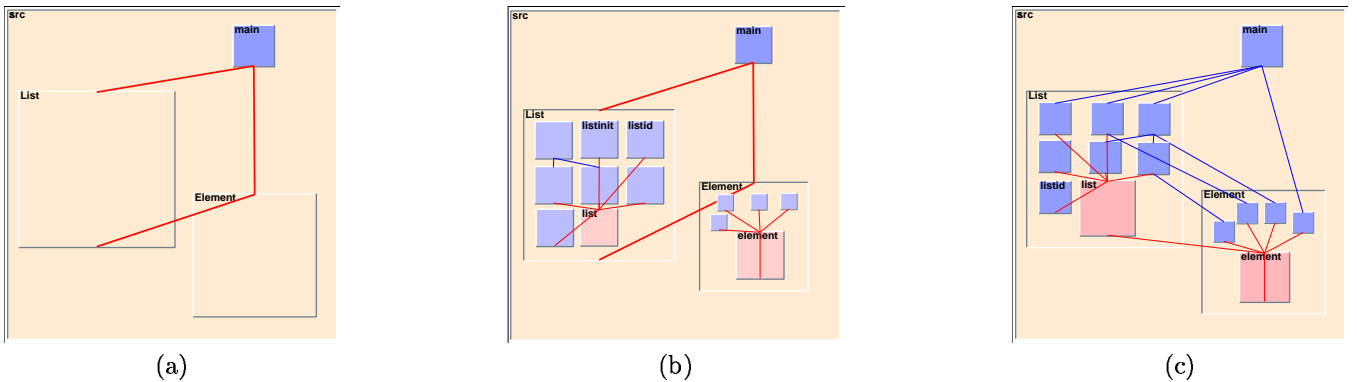 src
main
List
Element
(a)
src
main
List
listinit listid
list
Element
element
(b)
src
main
List
listid list
Element
element
(c)